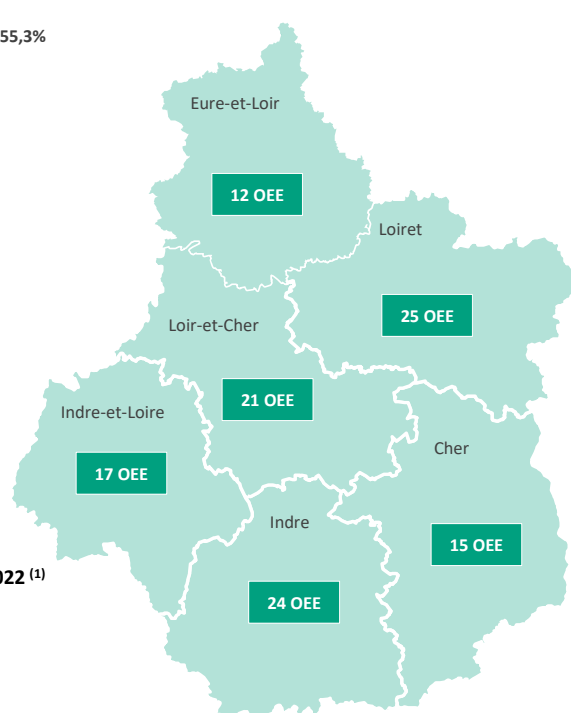 55,3%
Eure-et-Loir
12 OEE
Loiret
25 OEE
Loir-et-Cher
21 OEE
Indre-et-Loire
17 OEE
Cher
15 OEE
Indre
24 OEE
022 (1)